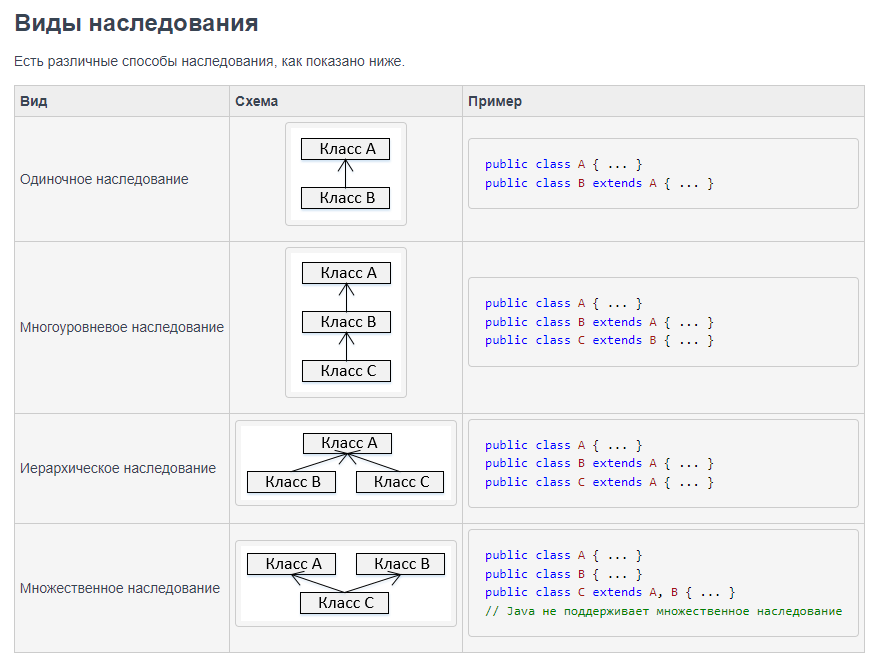 Виды наследования
Есть различные способы наследования, как показано ниже.
Вид Схема Пример
Одиночное наследование
Класс A
Класс B
public class A { ... }
public class B extends A { ... }
Многоуровневое наследование
Класс A
Класс B
Класс C
public class A { ... }
public class B extends A { ... }
public class C extends B { ... }
Иерархическое наследование
Класс A
Класс B Класс C
public class A { ... }
public class B extends A { ... }
public class C extends A { ... }
Множественное наследование
Класс A Класс B
Класс C
public class A { ... }
public class B { ... }
public class C extends A, B { ... }
// Java не поддерживает множественное наследование